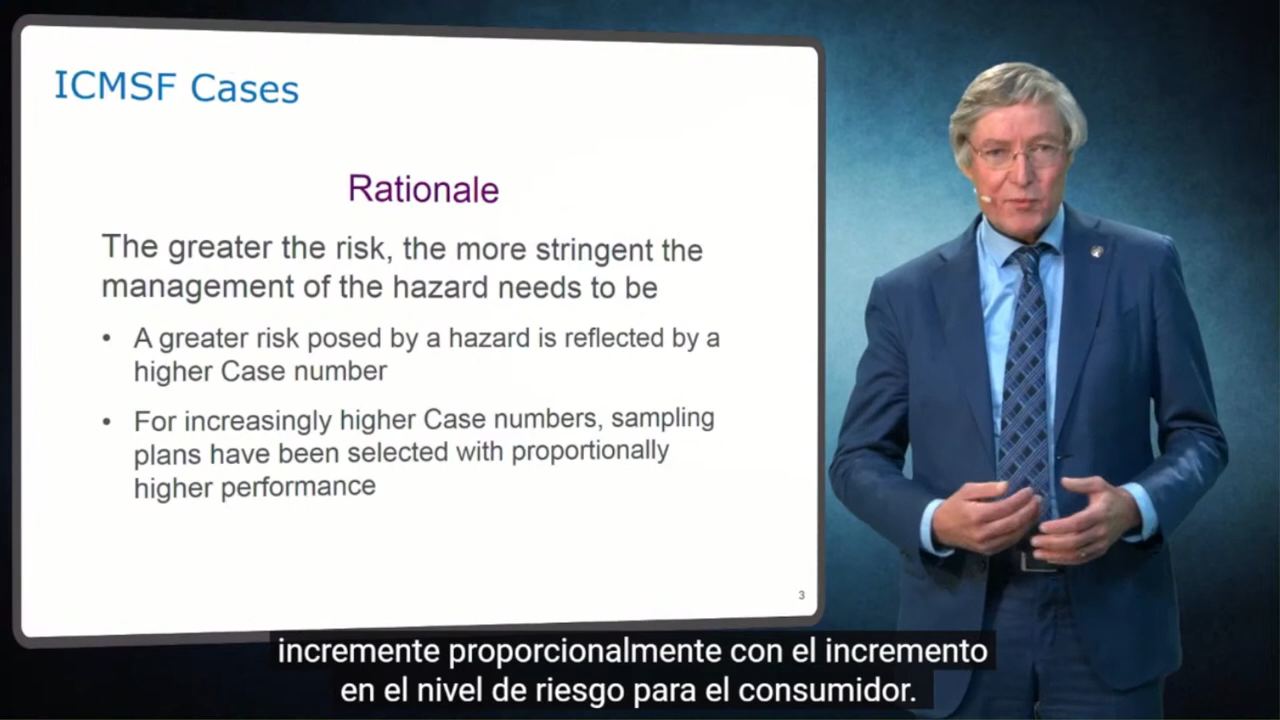 ICMSF Cases
Rationale
The greater the risk, the more stringent the
management of the hazard needs to be
• A greater risk posed by a hazard is reflected by a
higher Case number
• For increasingly higher Case numbers, sampling
plans have been selected with proportionally
higher performance
3
incremente proporcionalmente con el incremento
en el nivel de riesgo para el consumidor.